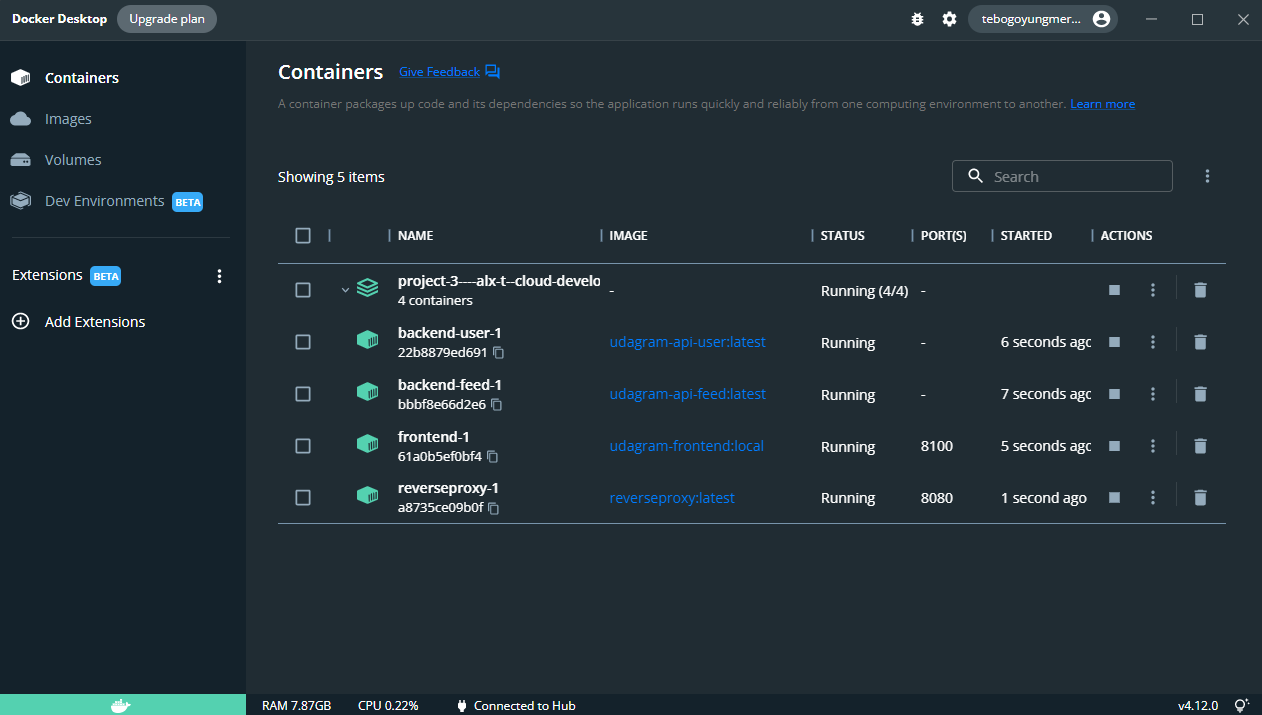 Docker Desktop Upgrade plan tebogoyungmer...
Containers
Images
Volumes
Dev Environments BETA
Extensions BETA
Add Extensions
Containers Give Feedback
A container packages up code and its dependencies so the application runs quickly and reliably from one computing environment to another. Learn more
Showing 5 items Search
NAME IMAGE STATUS PORT(S) STARTED ACTIONS
project-3----alx-t--cloud-develo - Running (4/4) -
4 containers
backend-user-1 udagram-api-user:latest Running - 6 seconds ago
22b8879ed691
backend-feed-1 udagram-api-feed:latest Running - 7 seconds ago
bbbf8e66d2e6
frontend-1 udagram-frontend:local Running 8100 5 seconds ago
61a0b5ef0bf4
reverseproxy-1 reverseproxy:latest Running 8080 1 second ago
a8735ce09b0f
RAM 7.87GB CPU 0.22% Connected to Hub v4.12.0